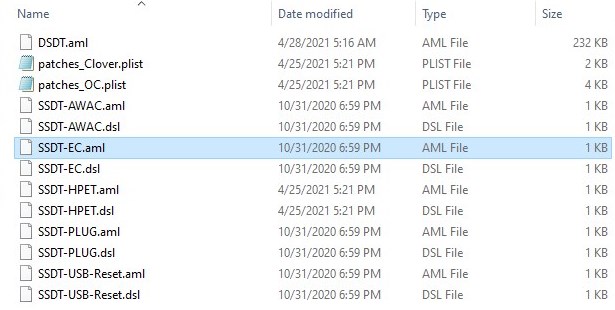 Name Date modified Type Size
DSDT.aml 4/28/2021 5:16 AM AML File 232 KB
patches_Clover.plist 4/25/2021 5:21 PM PLIST File 2 KB
patches_OC.plist 4/25/2021 5:21 PM PLIST File 4 KB
SSDT-AWAC.aml 10/31/2020 6:59 PM AML File 1 KB
SSDT-AWAC.dsl 10/31/2020 6:59 PM DSL File 1 KB
SSDT-EC.aml 10/31/2020 6:59 PM AML File 1 KB
SSDT-EC.dsl 10/31/2020 6:59 PM DSL File 1 KB
SSDT-HPET.aml 4/25/2021 5:21 PM AML File 1 KB
SSDT-HPET.dsl 4/25/2021 5:21 PM DSL File 1 KB
SSDT-PLUG.aml 10/31/2020 6:59 PM AML File 1 KB
SSDT-PLUG.dsl 10/31/2020 6:59 PM DSL File 1 KB
SSDT-USB-Reset.aml 10/31/2020 6:59 PM AML File 1 KB
SSDT-USB-Reset.dsl 10/31/2020 6:59 PM DSL File 1 KB